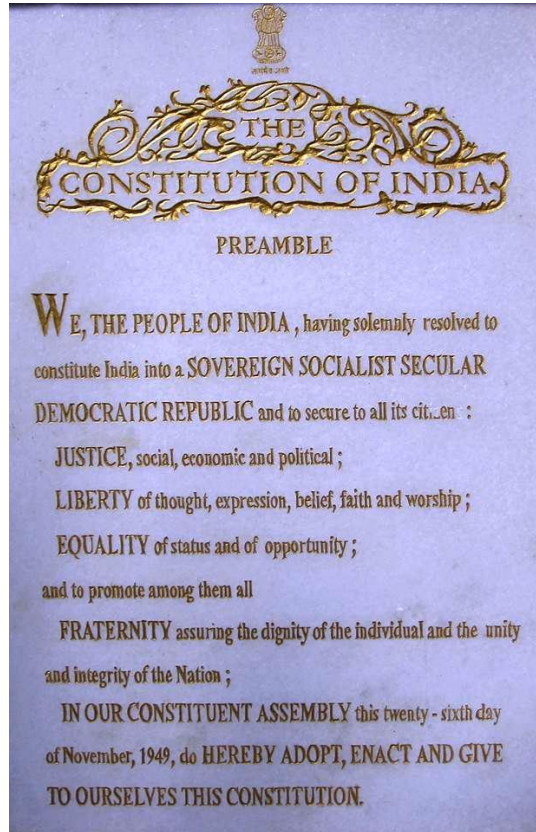 सत्यमेव जयते
THE
CONSTITUTION OF INDIA
PREAMBLE
WE, THE PEOPLE OF INDIA , having solemnly resolved to
constitute India into a SOVEREIGN SOCIALIST SECULAR
DEMOCRATIC REPUBLIC and to secure to all its :
JUSTICE, social, economic and political ;
LIBERTY of thought, expression, belief, faith and worship ;
EQUALITY of status and of opportunity ;
and to promote among them all
FRATERNITY assuring the dignity of the individual and the unity
and integrity of the Nation ;
IN OUR CONSTITUENT ASSEMBLY this twenty - sixth day
of November, 1949, do HEREBY ADOPT, ENACT AND GIVE
TO OURSELVES THIS CONSTITUTION.